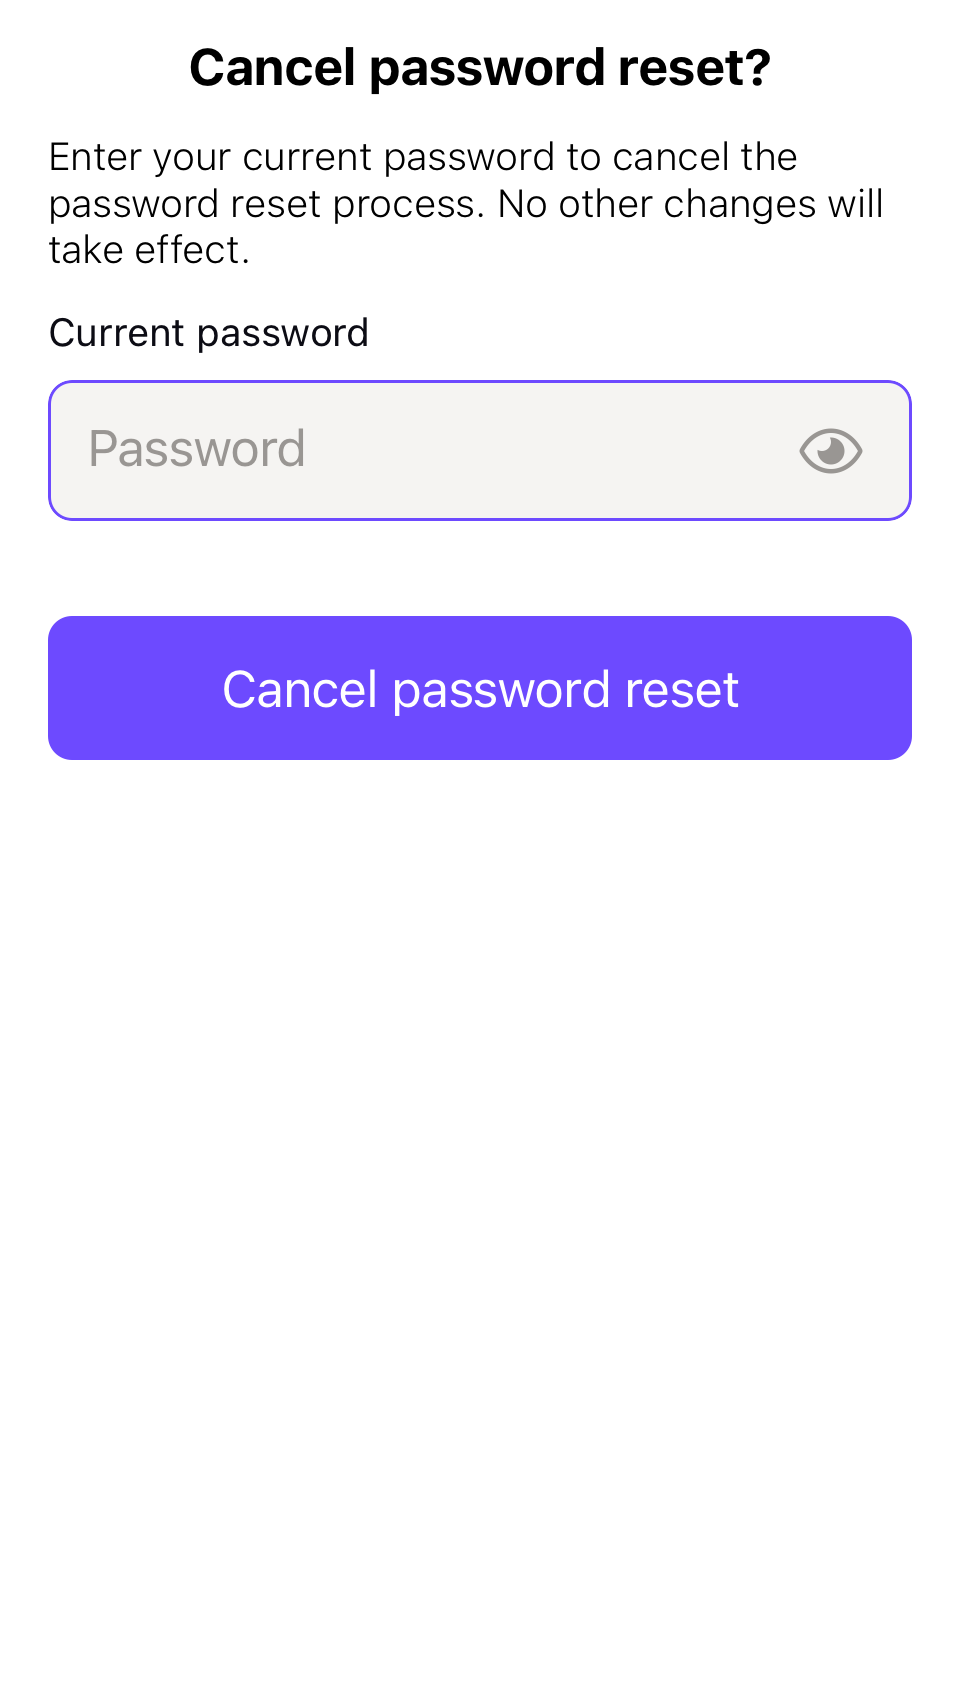 Cancel password reset?
Enter your current password to cancel the
password reset process. No other changes will
take effect.
Current password
Password
Cancel password reset